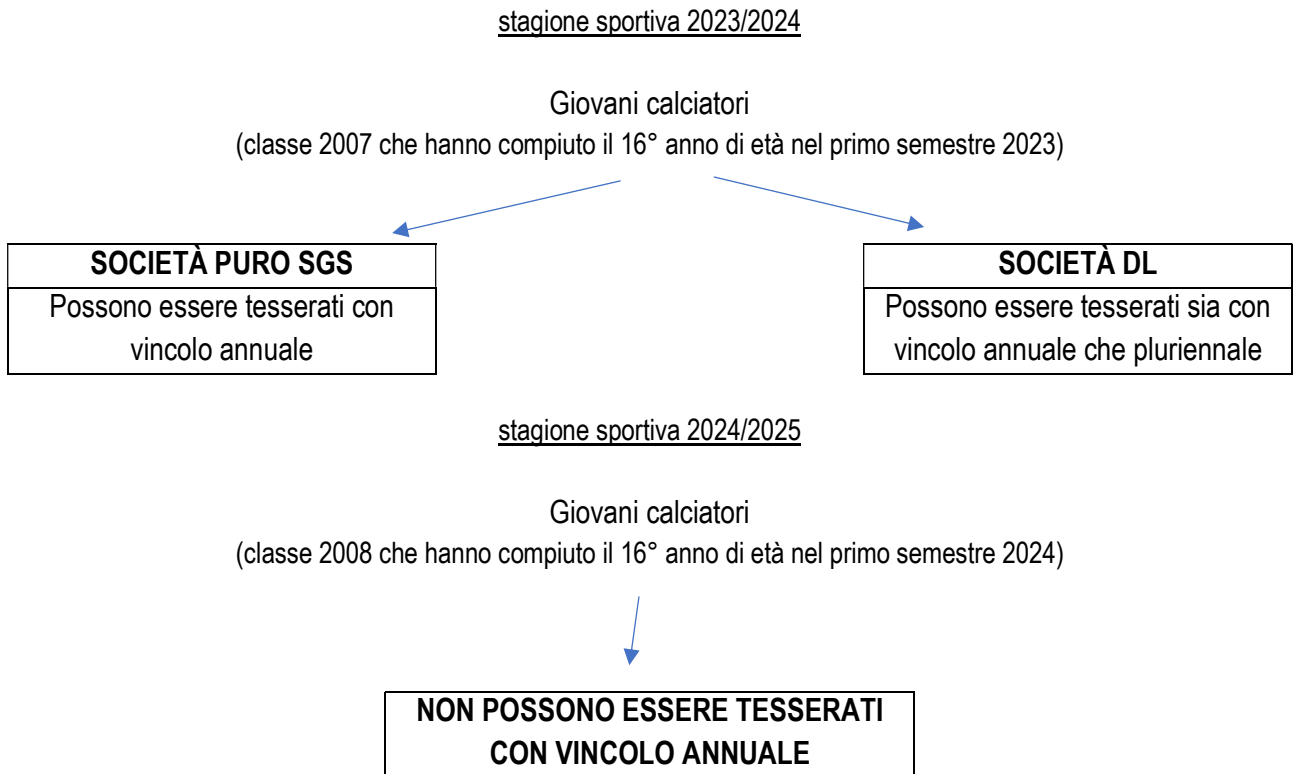 stagione sportiva 2023/2024
Giovani calciatori
(classe 2007 che hanno compiuto il 16° anno di età nel primo semestre 2023)
SOCIETÀ PURO SGS
Possono essere tesserati con
vincolo annuale
SOCIETÀ DL
Possono essere tesserati sia con
vincolo annuale che pluriennale
stagione sportiva 2024/2025
Giovani calciatori
(classe 2008 che hanno compiuto il 16° anno di età nel primo semestre 2024)
NON POSSONO ESSERE TESSERATI
CON VINCOLO ANNUALE